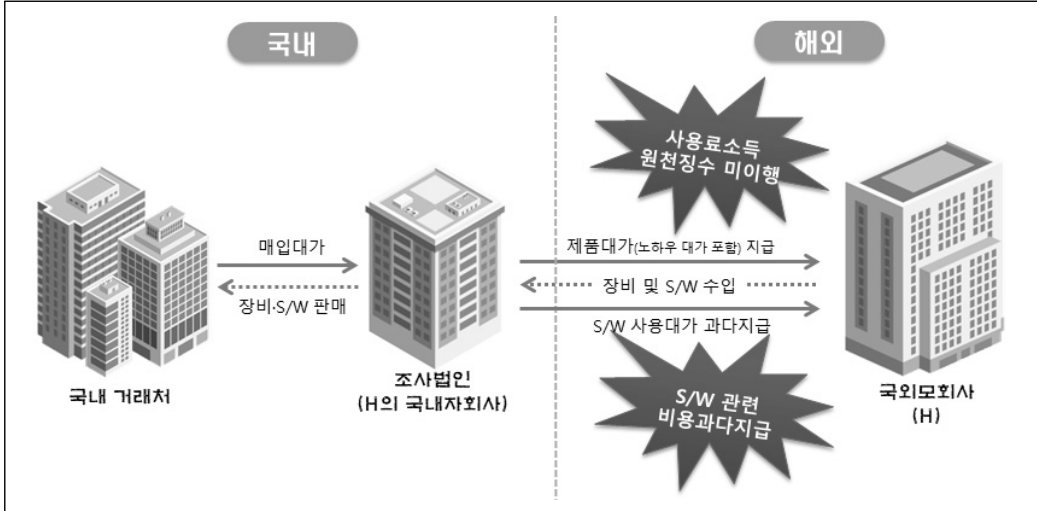 국내
해외
사용료소득
원천징수 미이행
매입대가
장비·S/W 판매
제품대가(노하우 대가 포함) 지급
장비 및 S/W 수입
S/W 사용대가 과다지급
국내 거래처
조사법인
(H의 국내자회사)
S/W 관련
비용과다지급
국외모회사
(H)